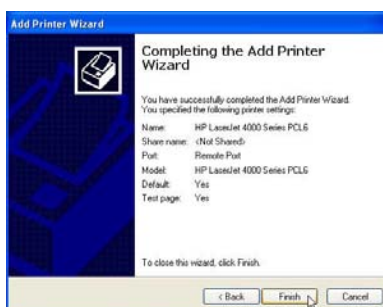 Add Printer Wizard
Completing the Add Printer
Wizard
You have successfully completed the Add Printer Wizard.
You specified the following printer settings:
Name: HP LaserJet 4000 Series PCL6
Share name: <Not Shared>
Port: Remote Port
Model: HP LaserJet 4000 Series PCL6
Default: Yes
Test page: Yes
To close this wizard, click Finish.
< Back Finish Cancel